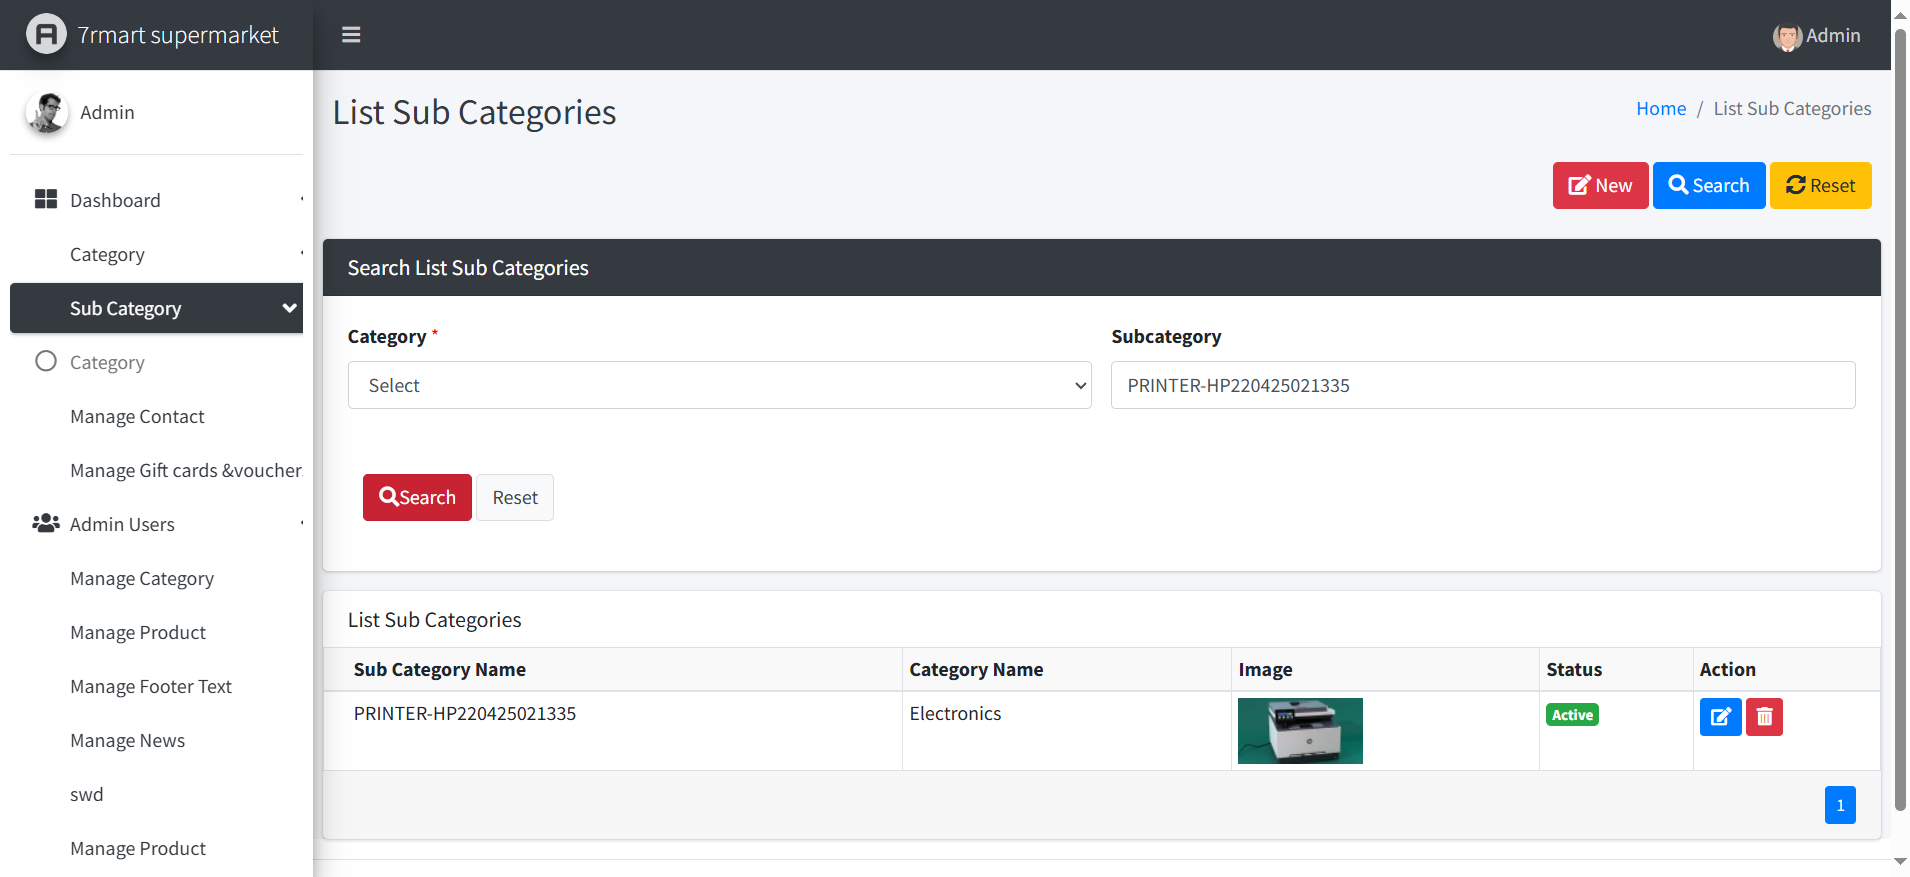 7rmart supermarket
Admin
Admin
List Sub Categories
Home / List Sub Categories
New Search Reset
Dashboard
Category
Sub Category
Category
Manage Contact
Manage Gift cards &voucher
Admin Users
Manage Category
Manage Product
Manage Footer Text
Manage News
swd
Manage Product
Search List Sub Categories
Category * Subcategory
Select PRINTER-HP220425021335
Search Reset
List Sub Categories
Sub Category Name Category Name Image Status Action
PRINTER-HP220425021335 Electronics Active
1